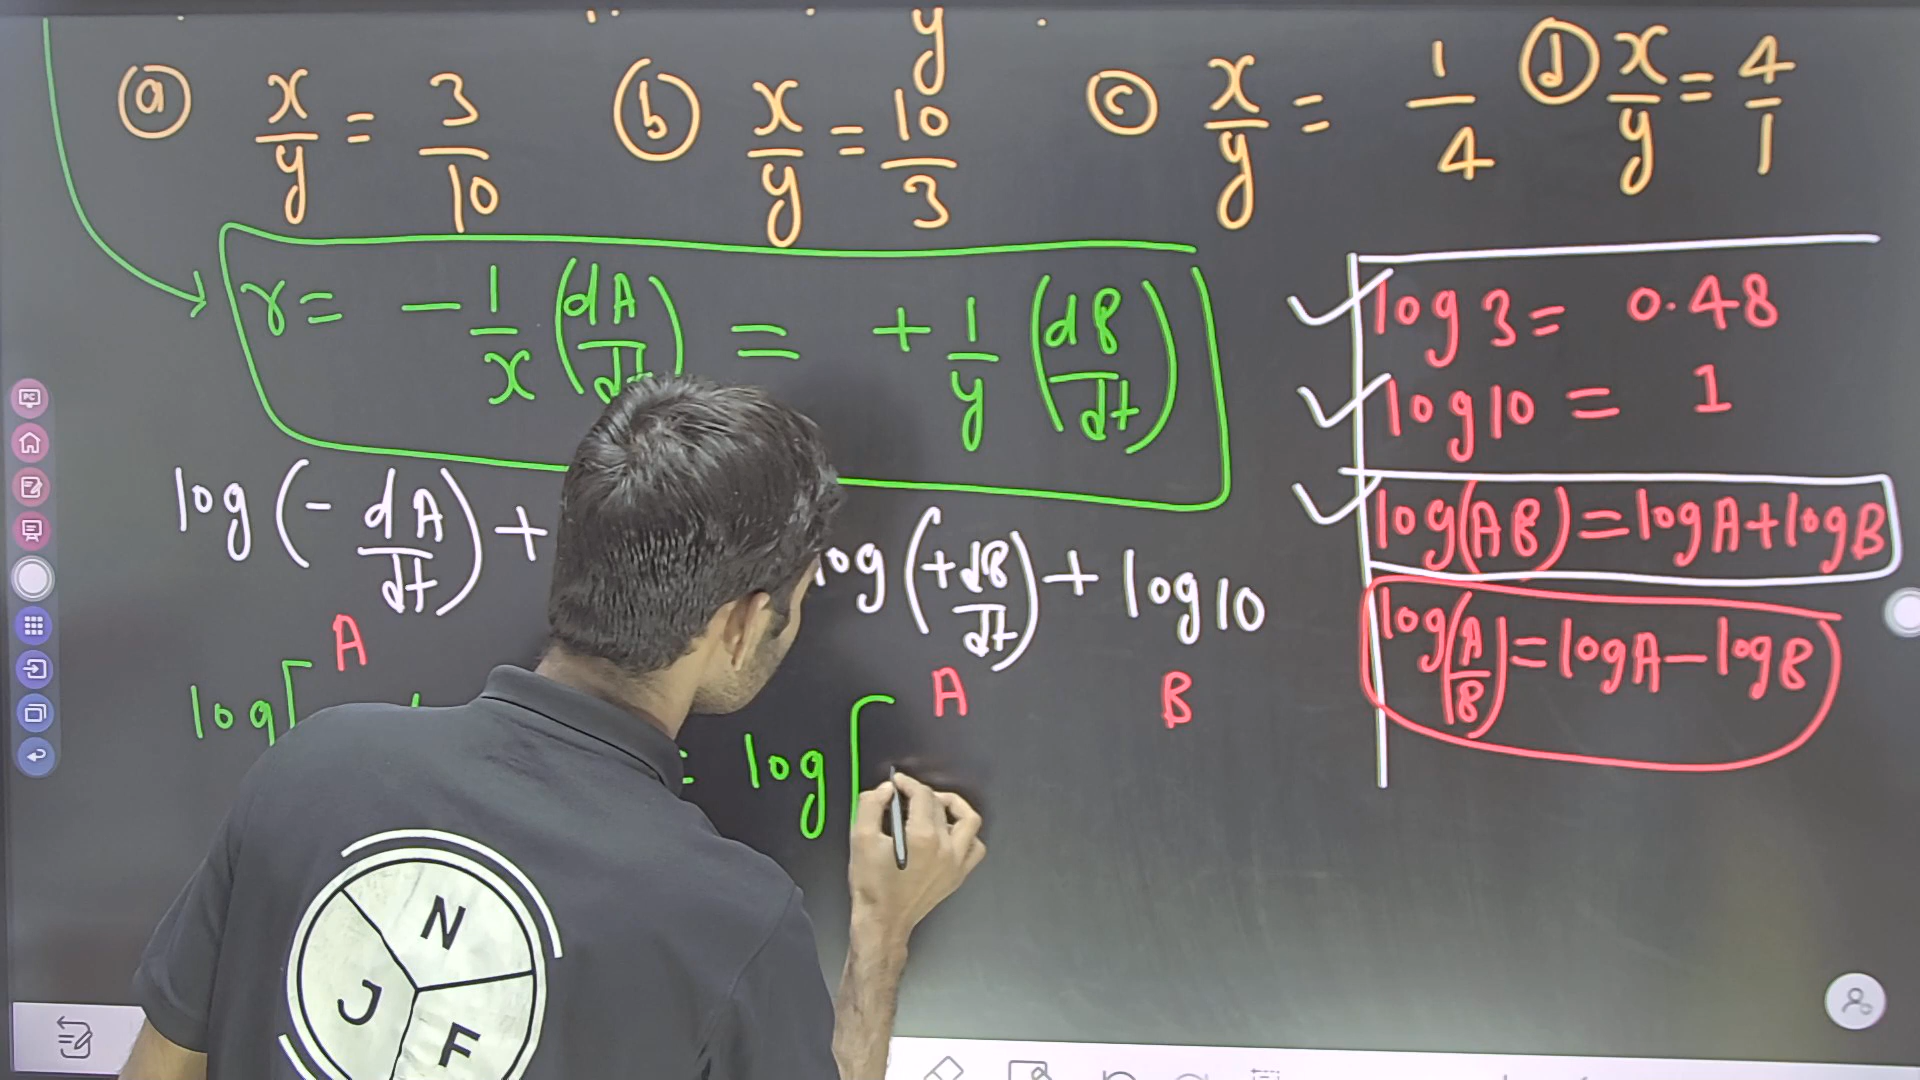 y
ⓐ x/y = 3/10 ⓑ x/y = 10/3 ⓒ x/y = 1/4 ⓓ x/y = 4/1
r = - 1/x (dA/dt) = + 1/y (dB/dt)
log 3 = 0.48
log 10 = 1
log(AB) = log A + log B
log(A/B) = log A - log B
log(- dA/dt) + log(+ dB/dt) + log 10
A A B
log[ = log[
N
J
F
PC